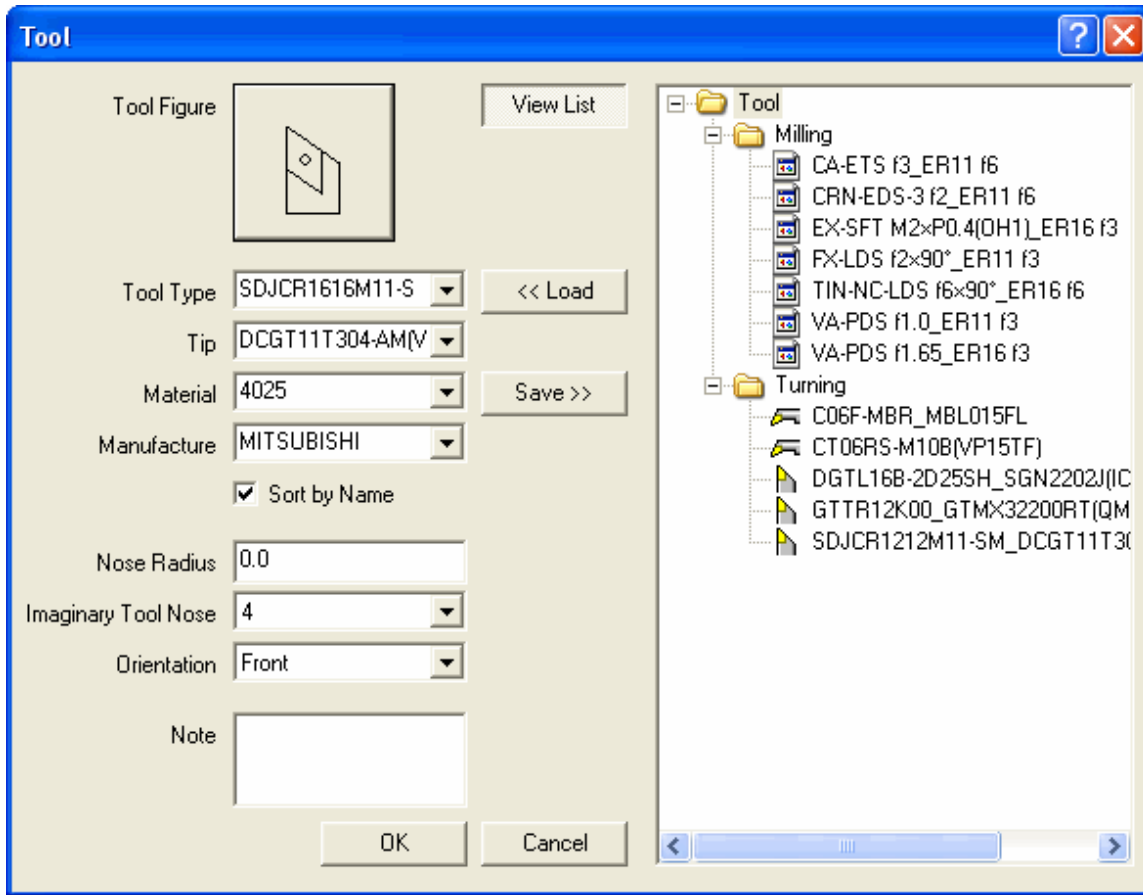 Tool
Tool Figure
View List
Tool Type SDJCR1616M11-S
<< Load
Tip DCGT11T304-AM(V
Material 4025
Save >>
Manufacture MITSUBISHI
Sort by Name
Nose Radius 0.0
Imaginary Tool Nose 4
Orientation Front
Note
OK
Cancel
Tool
Milling
CA-ETS f3_ER11 f6
CRN-EDS-3 f2_ER11 f6
EX-SFT M2×P0.4(OH1)_ER16 f3
FX-LDS f2×90°_ER11 f3
TIN-NC-LDS f6×90°_ER16 f6
VA-PDS f1.0_ER11 f3
VA-PDS f1.65_ER16 f3
Turning
C06F-MBR_MBL015FL
CT06RS-M10B(VP15TF)
DGTL16B-2D25SH_SGN2202J(IC
GTTR12K00_GTMX32200RT(QM
SDJCR1212M11-SM_DCGT11T30